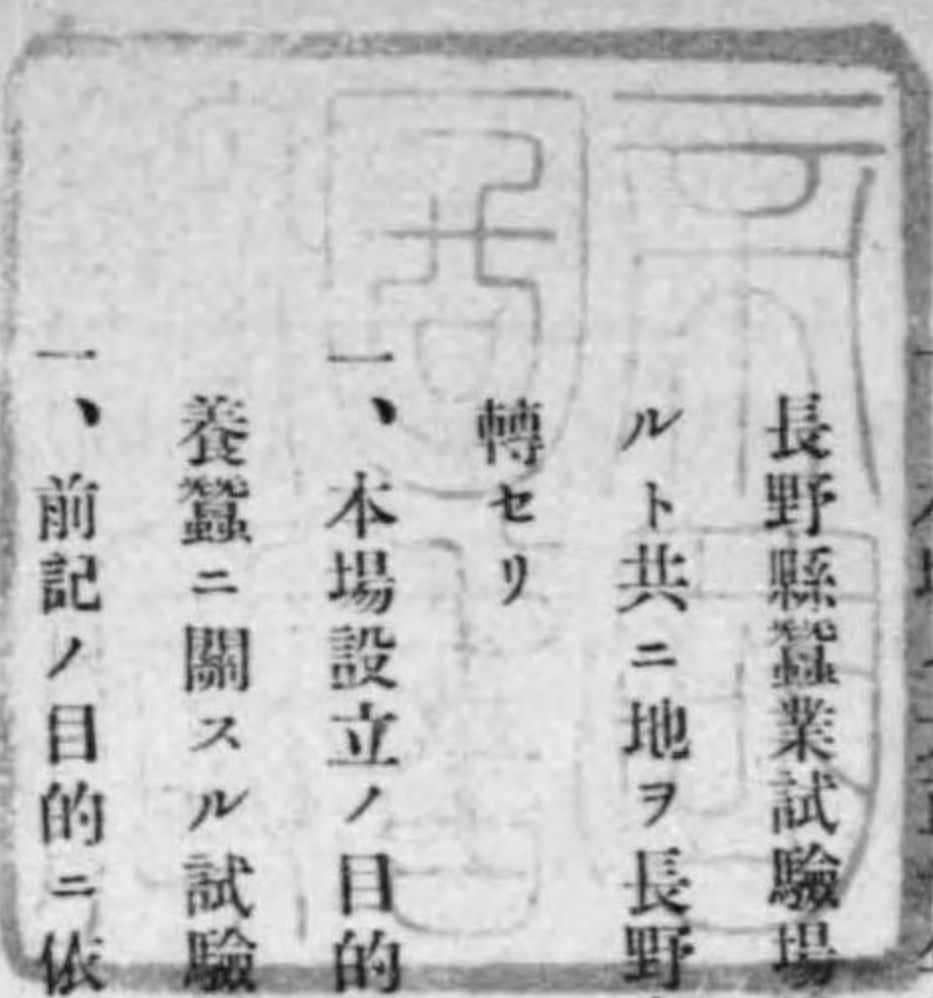 長野縣蠶業試驗場
ルト共ニ地ヲ長野
轉セリ
一、本場設立ノ目的
養蠶ニ關スル試驗
一、前記ノ目的ニ依